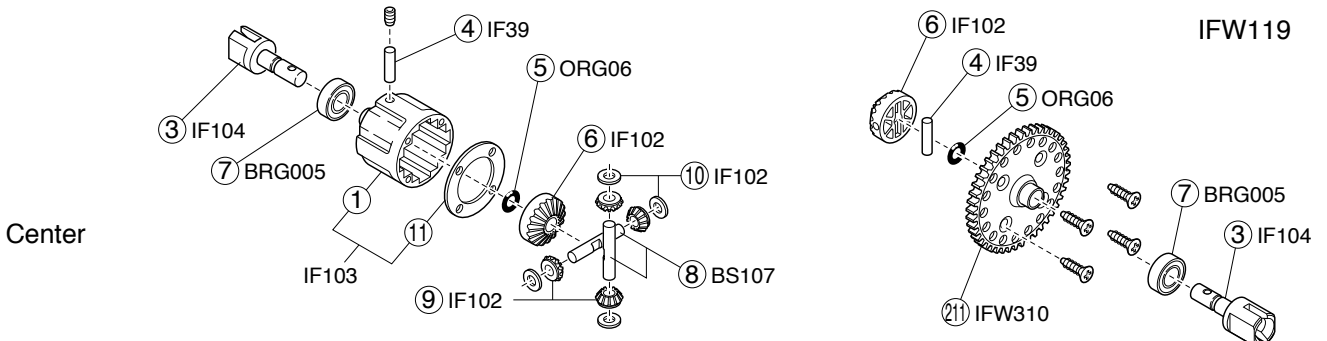 ④ IF39
⑤ ORG06
③ IF104
⑦ BRG005
⑥ IF102
⑩ IF102
①
⑪
IF103
⑧ BS107
⑨ IF102
Center
IFW119
⑥ IF102
④ IF39
⑤ ORG06
⑦ BRG005
③ IF104
211 IFW310